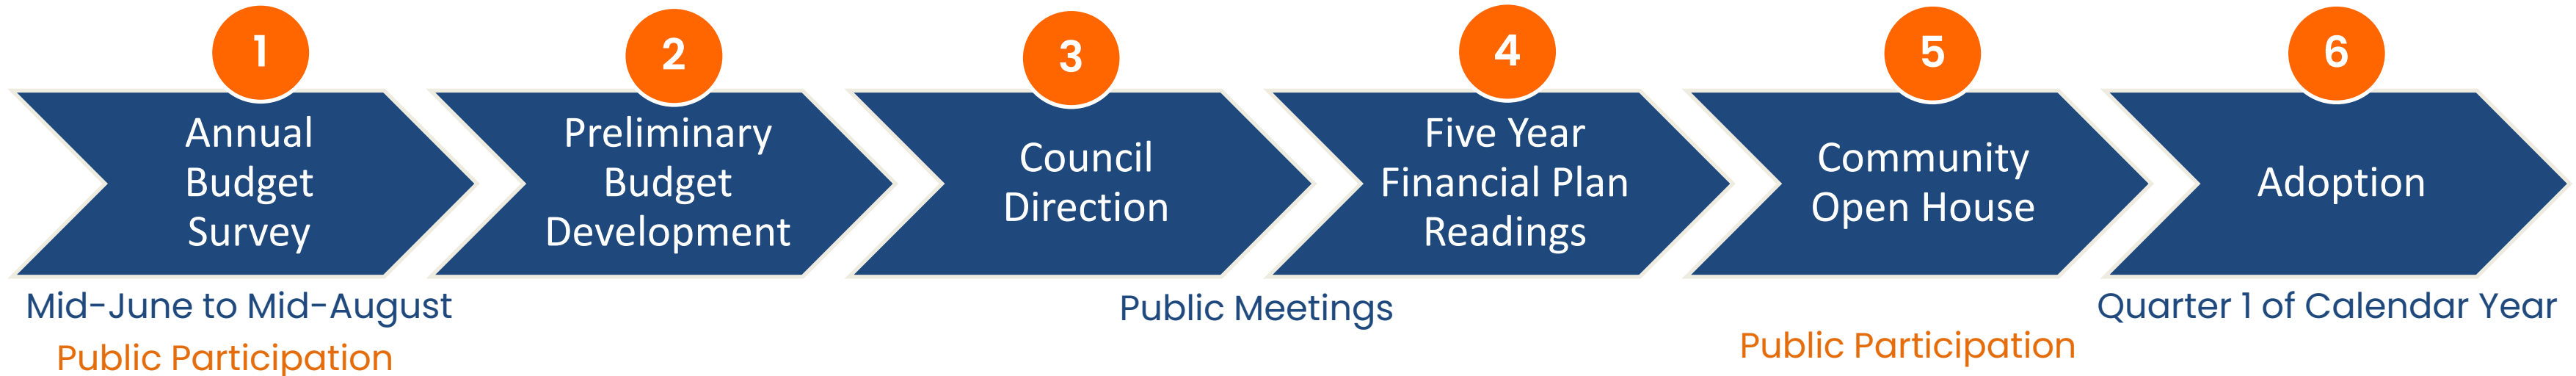 1
Annual
Budget
Survey
Mid-June to Mid-August
Public Participation
2
Preliminary
Budget
Development
3
Council
Direction
Public Meetings
4
Five Year
Financial Plan
Readings
5
Community
Open House
Public Participation
6
Adoption
Quarter 1 of Calendar Year